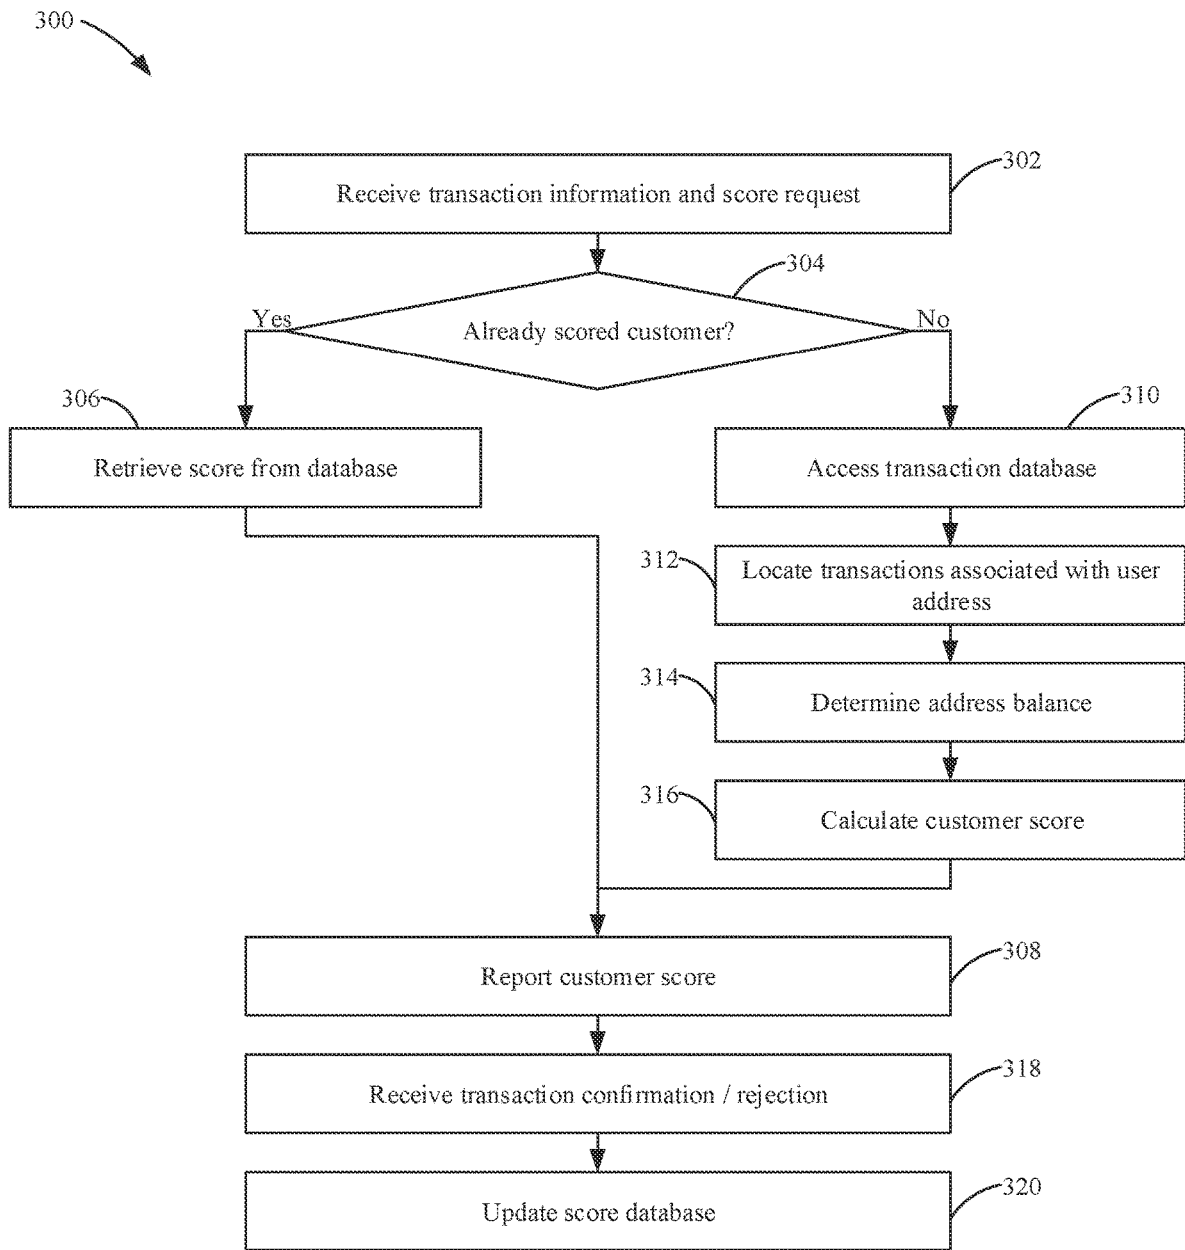 300
302
Receive transaction information and score request
304
Yes
Already scored customer?
No
306
310
Retrieve score from database
Access transaction database
312
Locate transactions associated with user
address
314
Determine address balance
316
Calculate customer score
308
Report customer score
318
Receive transaction confirmation / rejection
320
Update score database